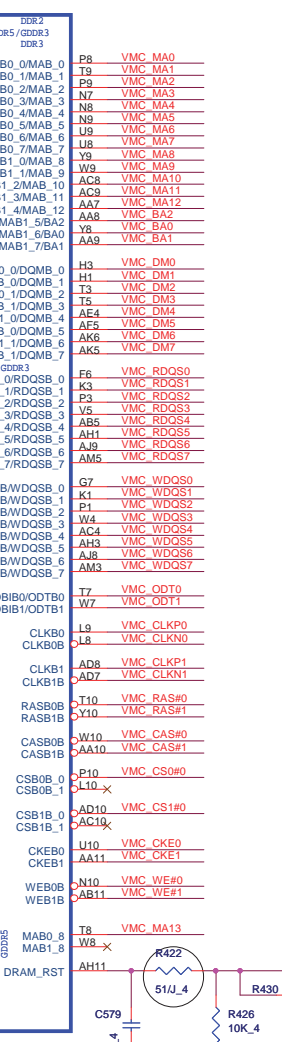 DDR2
R5/GDDR3
DDR3
B0_0/MAB_0 P8 VMC_MA0
B0_1/MAB_1 T9 VMC_MA1
B0_2/MAB_2 P9 VMC_MA2
B0_3/MAB_3 N7 VMC_MA3
B0_4/MAB_4 N8 VMC_MA4
B0_5/MAB_5 N9 VMC_MA5
B0_6/MAB_6 U9 VMC_MA6
B0_7/MAB_7 U8 VMC_MA7
B1_0/MAB_8 Y9 VMC_MA8
B1_1/MAB_9 W9 VMC_MA9
1_2/MAB_10 AC8 VMC_MA10
1_3/MAB_11 AC9 VMC_MA11
1_4/MAB_12 AA7 VMC_MA12
MAB1_5/BA2 AA8 VMC_BA2
MAB1_6/BA0 Y8 VMC_BA0
MAB1_7/BA1 AA9 VMC_BA1
0_0/DQMB_0 H3 VMC_DM0
B_0/DQMB_1 H1 VMC_DM1
0_1/DQMB_2 T3 VMC_DM2
B_1/DQMB_3 T5 VMC_DM3
1_0/DQMB_4 AE4 VMC_DM4
B_0/DQMB_5 AF5 VMC_DM5
1_1/DQMB_6 AK6 VMC_DM6
B_1/DQMB_7 AK5 VMC_DM7
GDDR3
_0/RDQSB_0 F6 VMC_RDQS0
_1/RDQSB_1 K3 VMC_RDQS1
_2/RDQSB_2 P3 VMC_RDQS2
_3/RDQSB_3 V5 VMC_RDQS3
_4/RDQSB_4 AB5 VMC_RDQS4
_5/RDQSB_5 AH1 VMC_RDQS5
_6/RDQSB_6 AJ9 VMC_RDQS6
_7/RDQSB_7 AM5 VMC_RDQS7
B/WDQSB_0 G7 VMC_WDQS0
B/WDQSB_1 K1 VMC_WDQS1
B/WDQSB_2 P1 VMC_WDQS2
B/WDQSB_3 W4 VMC_WDQS3
B/WDQSB_4 AC4 VMC_WDQS4
B/WDQSB_5 AH3 VMC_WDQS5
B/WDQSB_6 AJ8 VMC_WDQS6
B/WDQSB_7 AM3 VMC_WDQS7
DBIB0/ODTB0 T7 VMC_ODT0
DBIB1/ODTB1 W7 VMC_ODT1
CLKB0 L9 VMC_CLKP0
CLKB0B L8 VMC_CLKN0
CLKB1 AD8 VMC_CLKP1
CLKB1B AD7 VMC_CLKN1
RASB0B T10 VMC_RAS#0
RASB1B Y10 VMC_RAS#1
CASB0B W10 VMC_CAS#0
CASB1B AA10 VMC_CAS#1
CSB0B_0 P10 VMC_CS0#0
CSB0B_1 L10
CSB1B_0 AD10 VMC_CS1#0
CSB1B_1 AC10
CKEB0 U10 VMC_CKE0
CKEB1 AA11 VMC_CKE1
WEB0B N10 VMC_WE#0
WEB1B AB11 VMC_WE#1
GDDR5
MAB0_8 T8 VMC_MA13
MAB1_8 W8
DRAM_RST AH11 R422
51/J_4 R430
C579 R426
10K_4